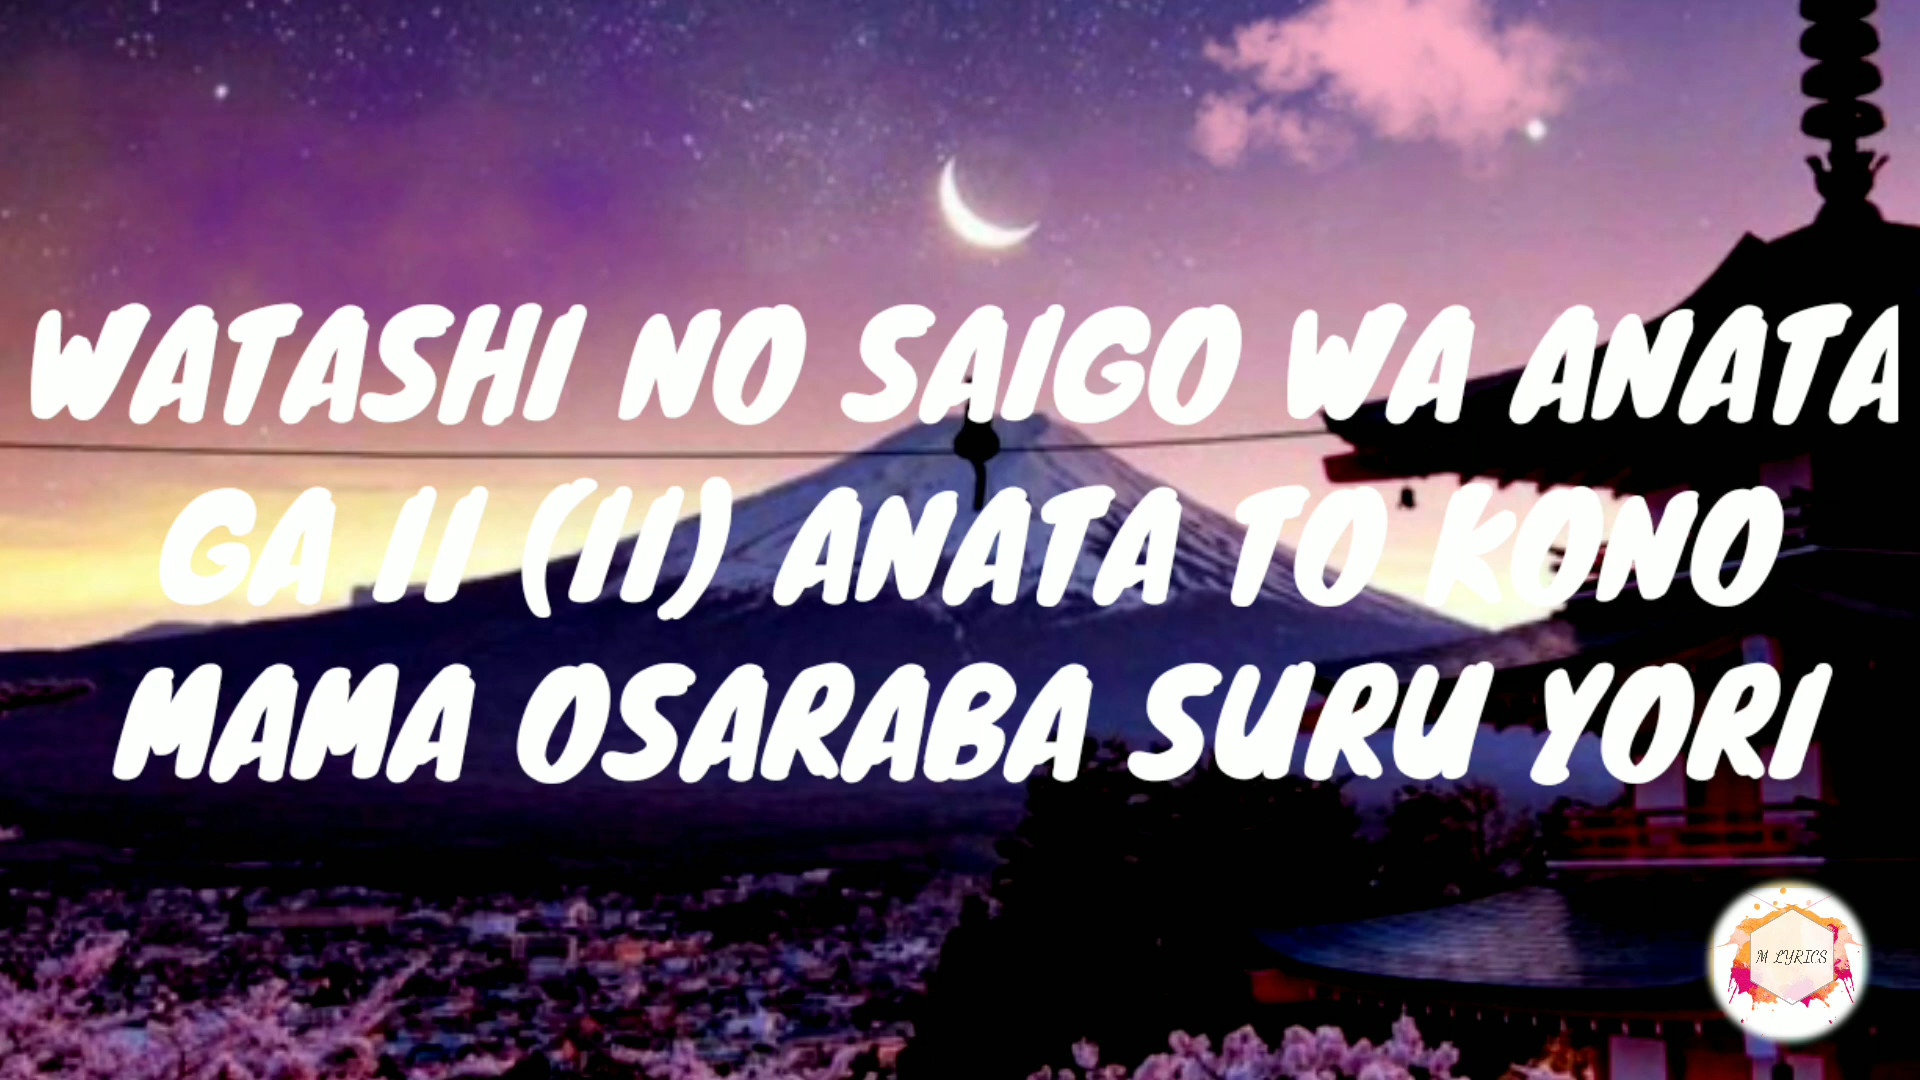 WATASHI NO SAIGO WA ANATA
GA II (II) ANATA TO KONO
MAMA OSARABA SURU YORI
M LYRICS